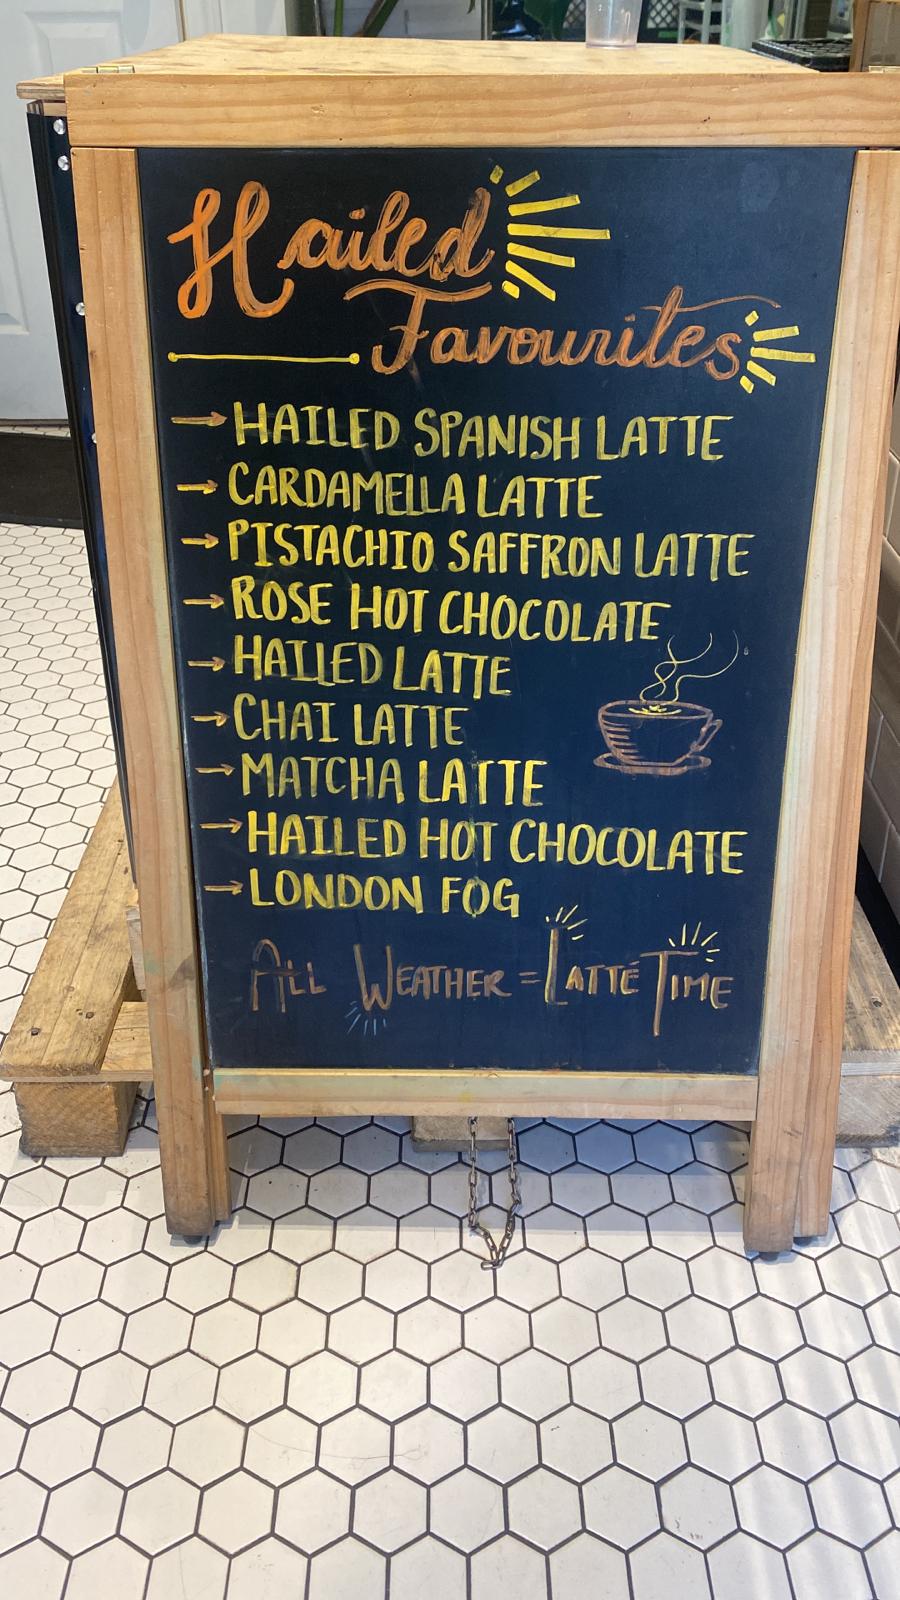 Hailed
Favourites
→ HAILED SPANISH LATTE
→ CARDAMELLA LATTE
→ PISTACHIO SAFFRON LATTE
→ ROSE HOT CHOCOLATE
→ HAILED LATTE
→ CHAI LATTE
→ MATCHA LATTE
→ HAILED HOT CHOCOLATE
→ LONDON FOG
ALL WEATHER = LATTÉ TIME